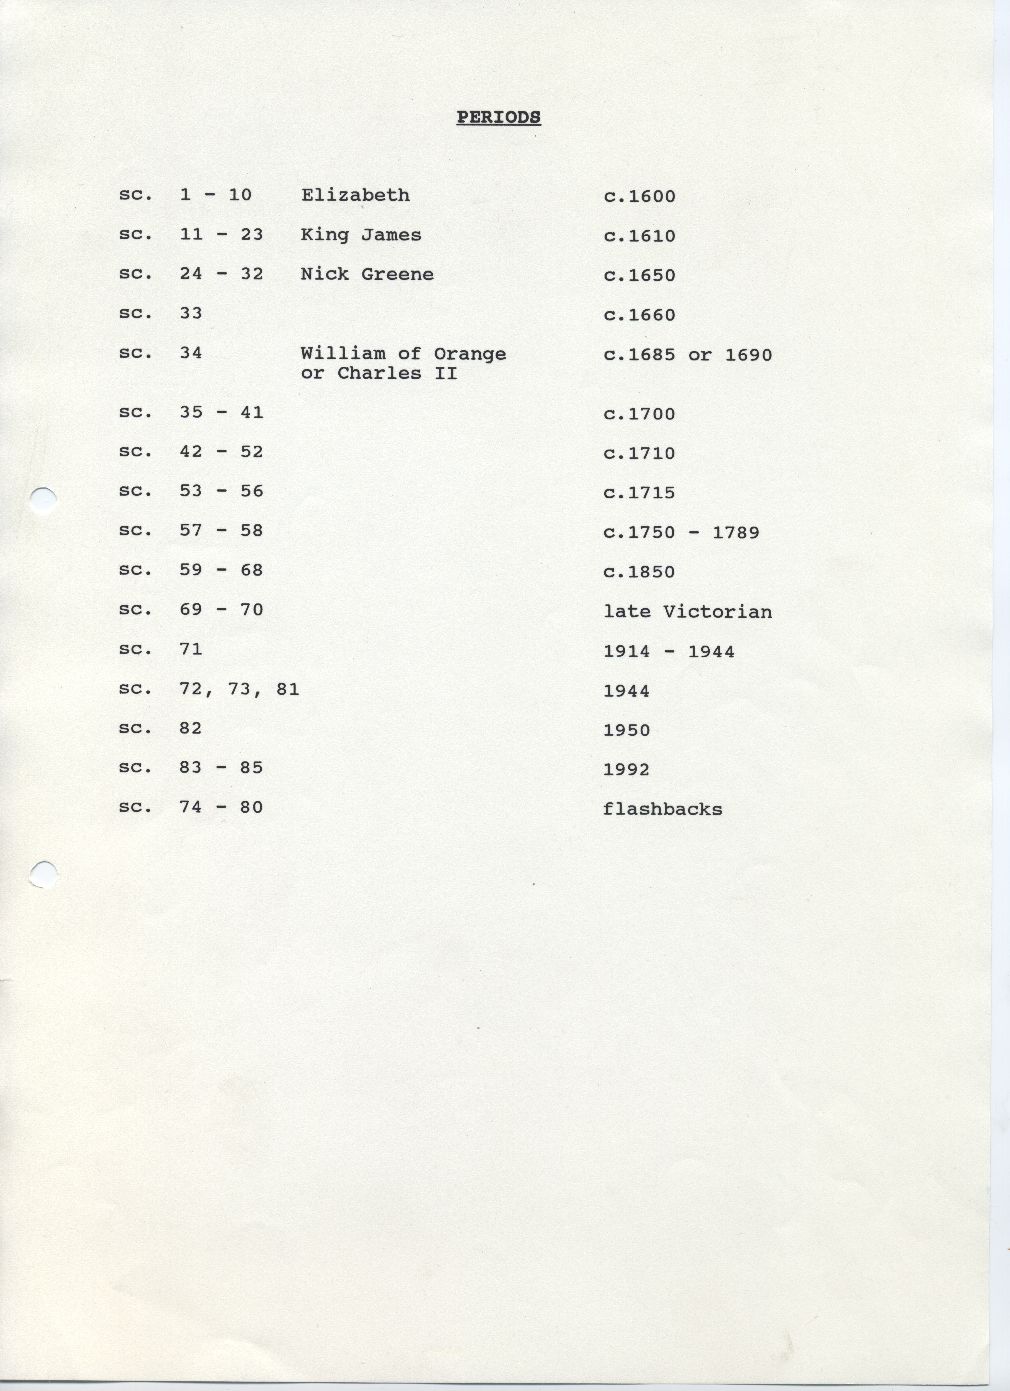 PERIODS
sc. 1 - 10 Elizabeth c.1600
sc. 11 - 23 King James c.1610
sc. 24 - 32 Nick Greene c.1650
sc. 33 c.1660
sc. 34 William of Orange c.1685 or 1690
or Charles II
sc. 35 - 41 c.1700
sc. 42 - 52 c.1710
sc. 53 - 56 c.1715
sc. 57 - 58 c.1750 - 1789
sc. 59 - 68 c.1850
sc. 69 - 70 late Victorian
sc. 71 1914 - 1944
sc. 72, 73, 81 1944
sc. 82 1950
sc. 83 - 85 1992
sc. 74 - 80 flashbacks